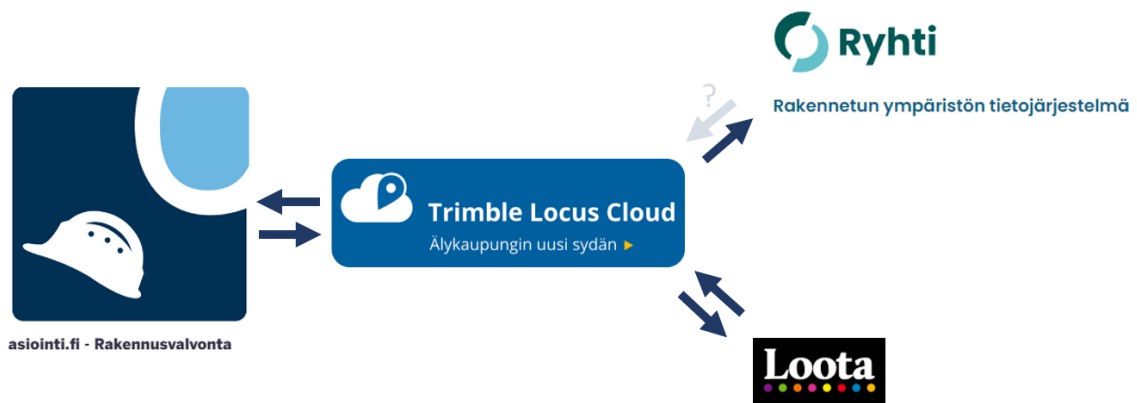 Ryhti
Rakennetun ympäristön tietojärjestelmä
?
Trimble Locus Cloud
Älykaupungin uusi sydän
asiointi.fi - Rakennusvalvonta
Loota